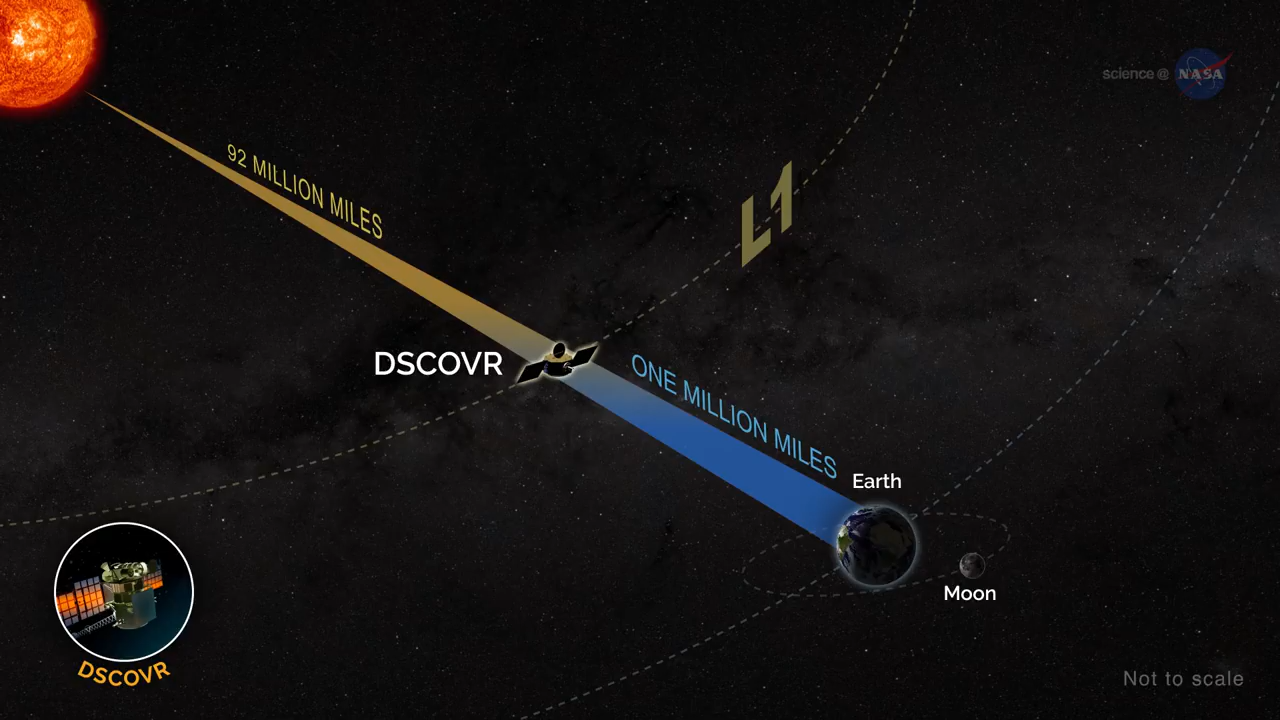 science@ NASA
92 MILLION MILES
L1
DSCOVR
ONE MILLION MILES
Earth
Moon
DSCOVR
Not to scale